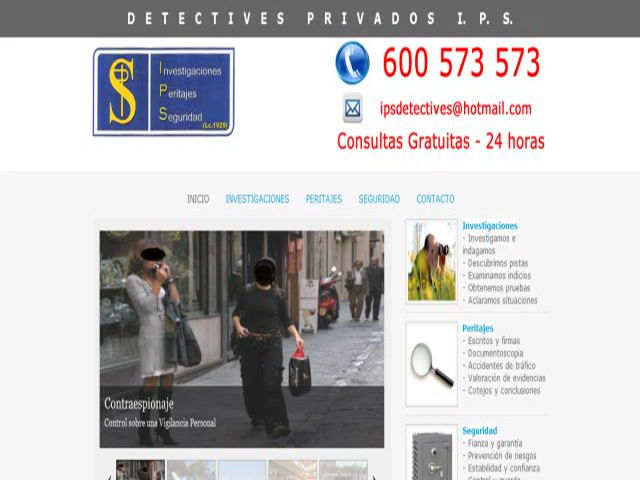 DETECTIVES PRIVADOS I. P. S.
Investigaciones
Peritajes
Seguridad
(Lc.1929)
600 573 573
ipsdetectives@hotmail.com
Consultas Gratuitas - 24 horas
INICIO INVESTIGACIONES PERITAJES SEGURIDAD CONTACTO
Contraespionaje
Control sobre una Vigilancia Personal
Investigaciones
- Investigamos e
indagamos
- Descubrimos pistas
- Examinamos indicios
- Obtenemos pruebas
- Aclaramos situaciones
Peritajes
- Escritos y firmas
- Documentoscopia
- Accidentes de tráfico
- Valoración de evidencias
- Cotejos y conclusiones
Seguridad
- Fianza y garantía
- Prevención de riesgos
- Estabilidad y confianza